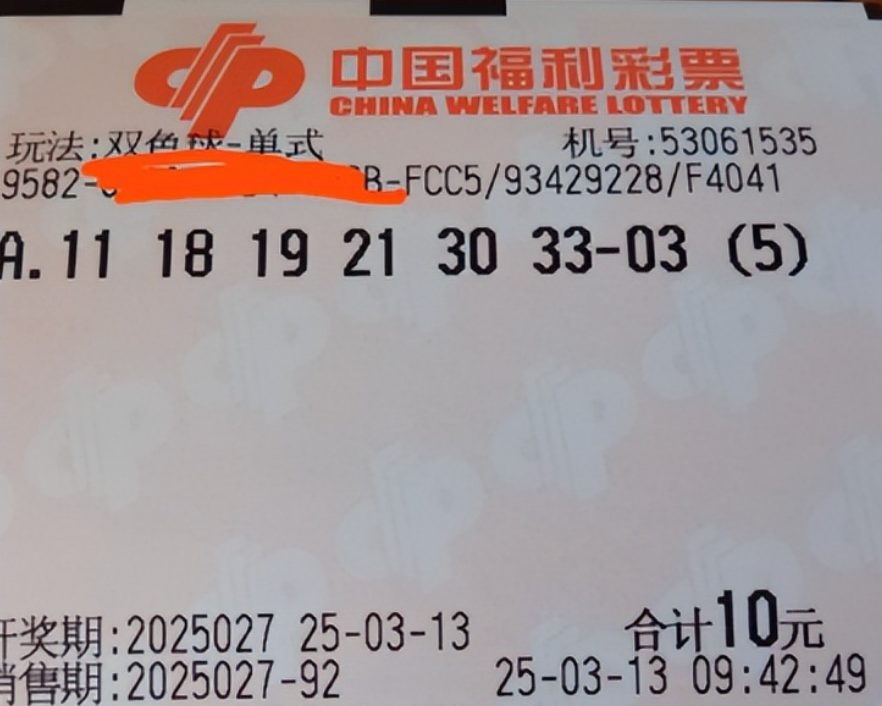 中国福利彩票
CHINA WELFARE LOTTERY
玩法:双色球-单式 机号:53061535
9582- B-FCC5/93429228/F4041
A.11 18 19 21 30 33-03 (5)
开奖期:2025027 25-03-13 合计10元
销售期:2025027-92 25-03-13 09:42:49